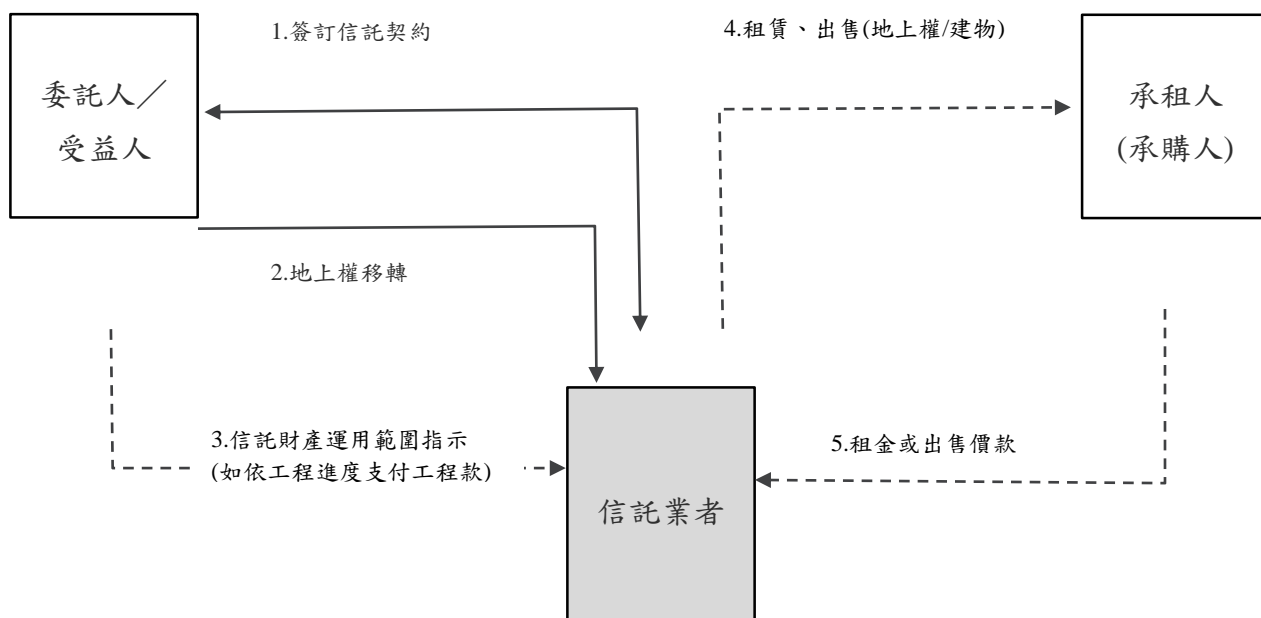 1.簽訂信託契約
4.租賃、出售(地上權/建物)
委託人／
受益人
承租人
(承購人)
2.地上權移轉
3.信託財產運用範圍指示
(如依工程進度支付工程款)
5.租金或出售價款
信託業者